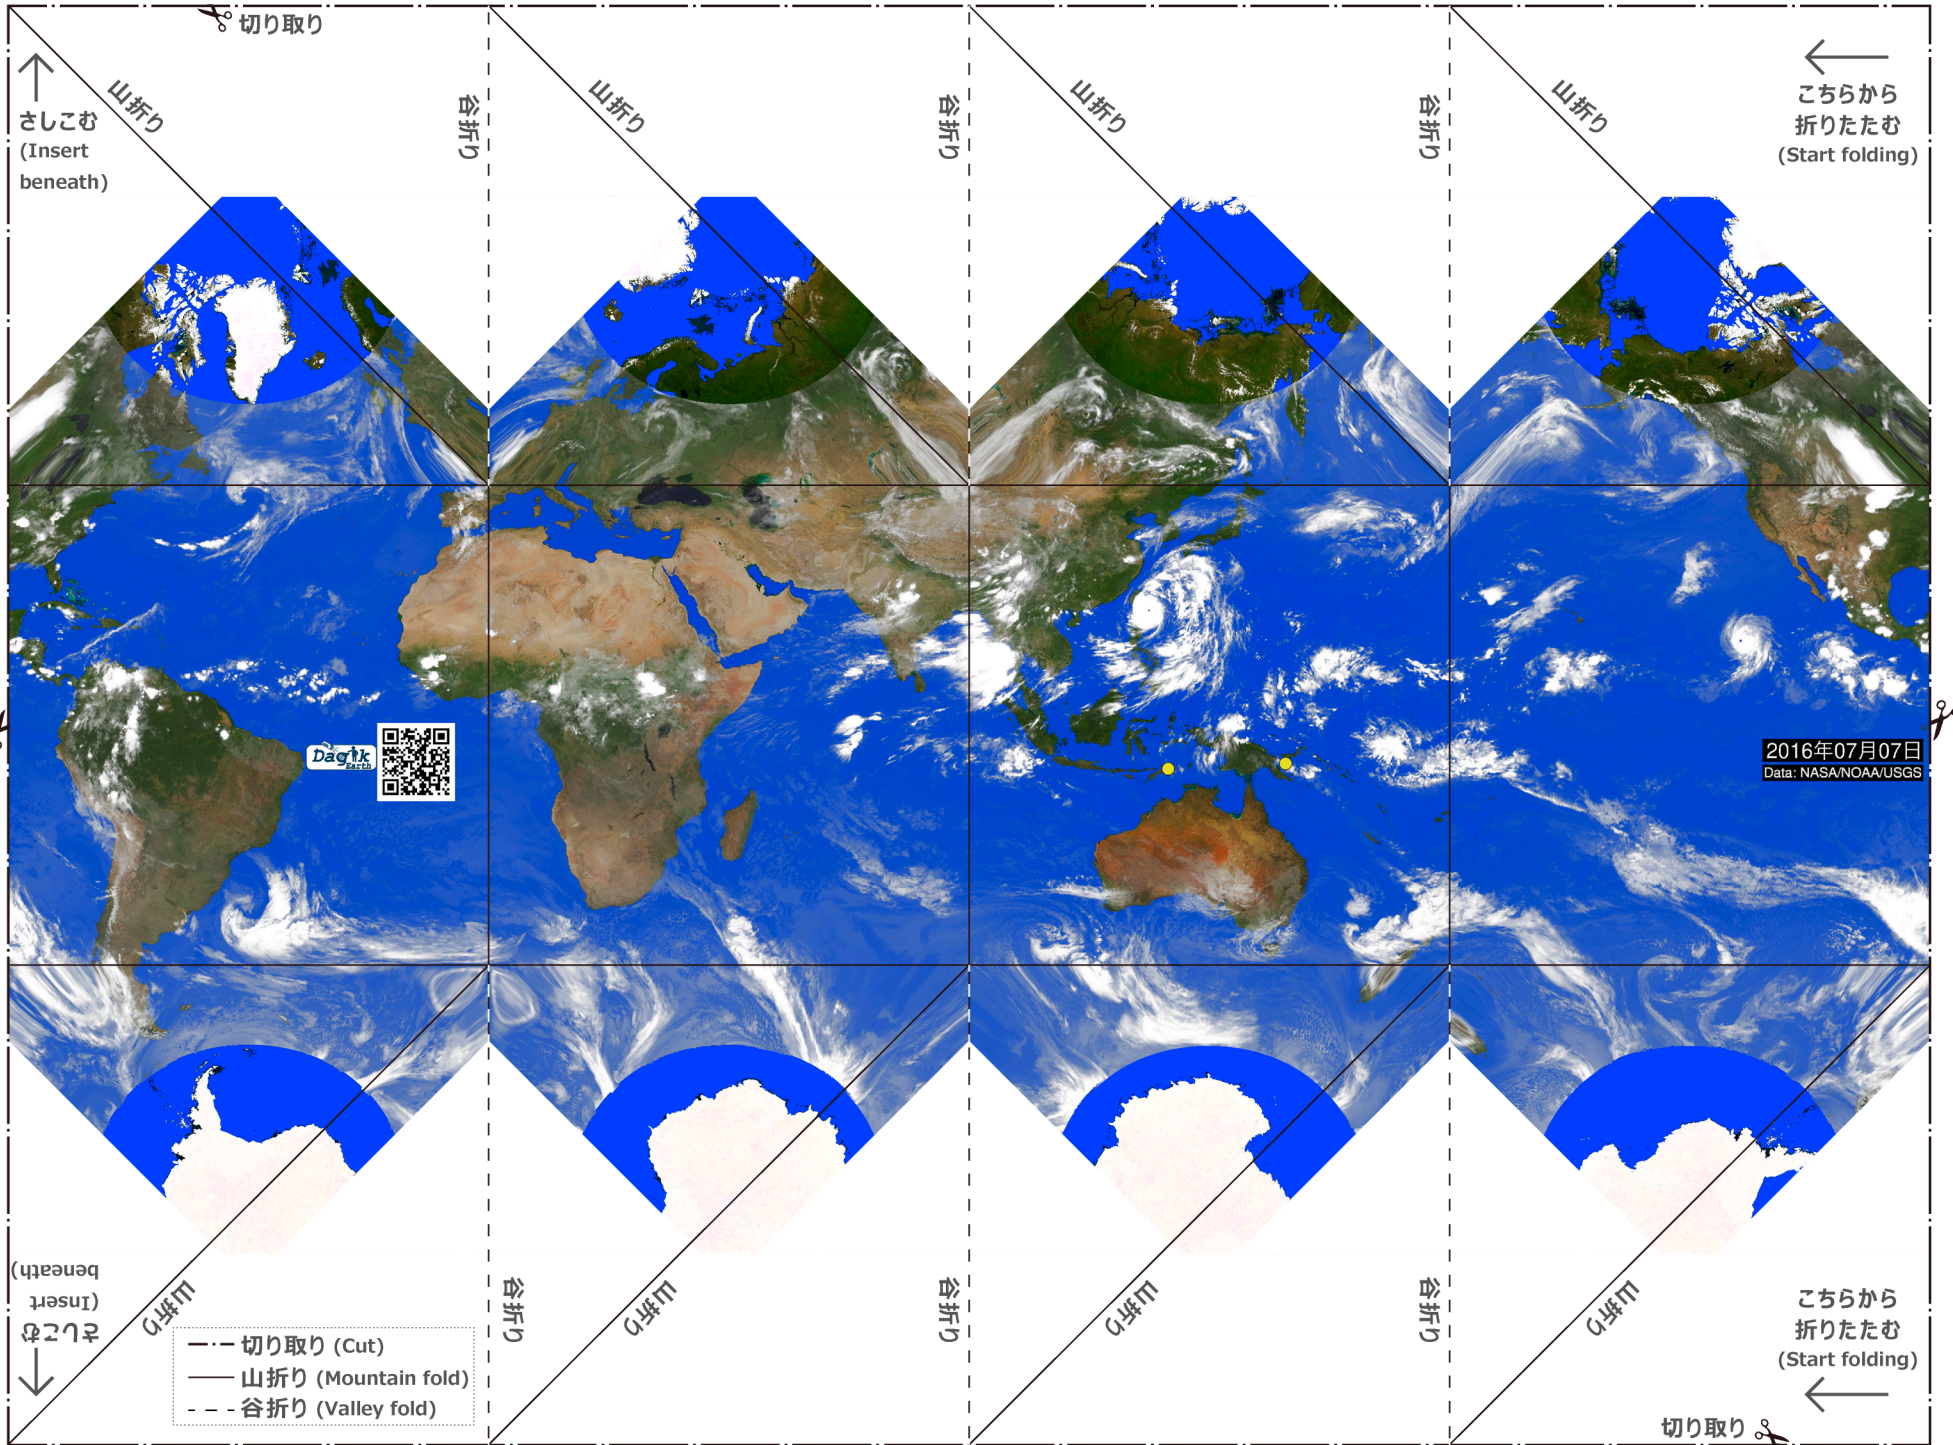 切り取り
さしこむ
(Insert
beneath)
山折り
谷折り
山折り
谷折り
山折り
谷折り
山折り
こちらから
折りたたむ
(Start folding)
Dagik
Earth
2016年07月07日
Data: NASA/NOAA/USGS
さしこむ
(Insert
beneath)
山折り
谷折り
山折り
谷折り
山折り
谷折り
山折り
こちらから
折りたたむ
(Start folding)
切り取り (Cut)
山折り (Mountain fold)
谷折り (Valley fold)
切り取り